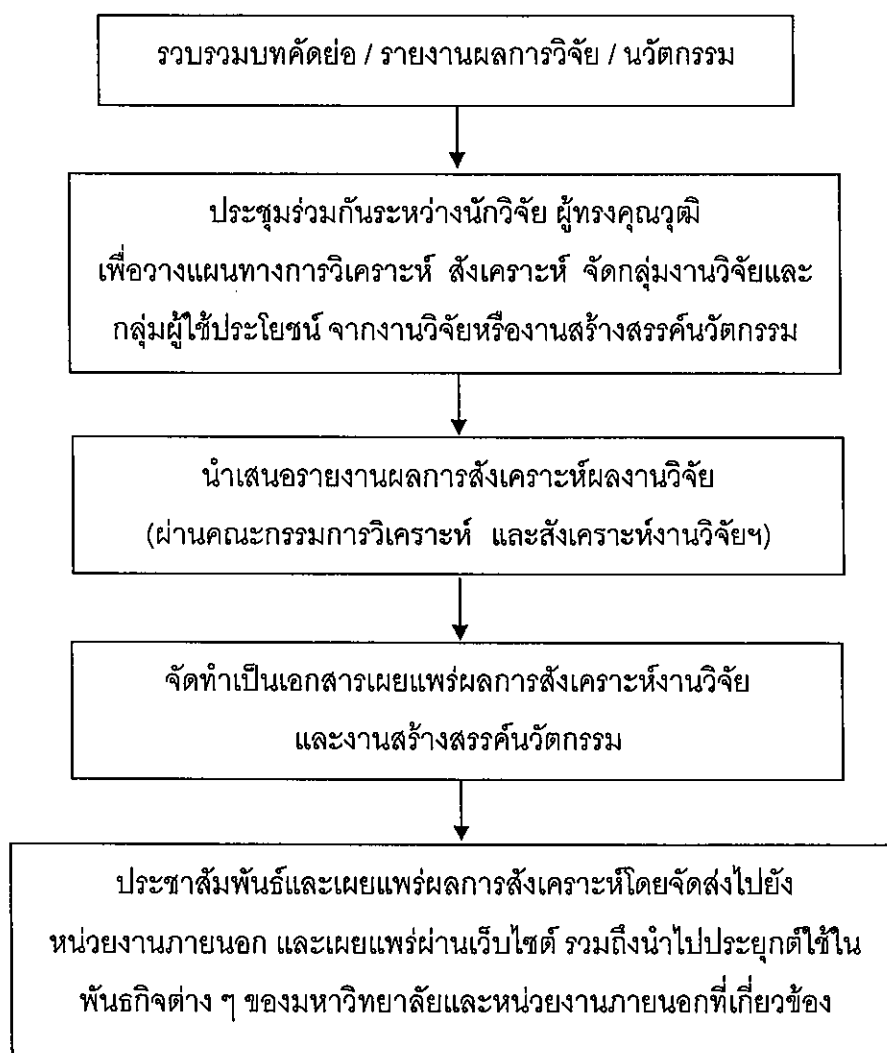 รวบรวมบทคัดย่อ / รายงานผลการวิจัย / นวัตกรรม
ประชุมร่วมกันระหว่างนักวิจัย ผู้ทรงคุณวุฒิ
เพื่อวางแผนทางการวิเคราะห์ สังเคราะห์ จัดกลุ่มงานวิจัยและ
กลุ่มผู้ใช้ประโยชน์ จากงานวิจัยหรืองานสร้างสรรค์นวัตกรรม
นำเสนอรายงานผลการสังเคราะห์ผลงานวิจัย
(ผ่านคณะกรรมการวิเคราะห์ และสังเคราะห์งานวิจัยฯ)
จัดทำเป็นเอกสารเผยแพร่ผลการสังเคราะห์งานวิจัย
และงานสร้างสรรค์นวัตกรรม
ประชาสัมพันธ์และเผยแพร่ผลการสังเคราะห์โดยจัดส่งไปยัง
หน่วยงานภายนอก และเผยแพร่ผ่านเว็บไซต์ รวมถึงนำไปประยุกต์ใช้ใน
พันธกิจต่าง ๆ ของมหาวิทยาลัยและหน่วยงานภายนอกที่เกี่ยวข้อง